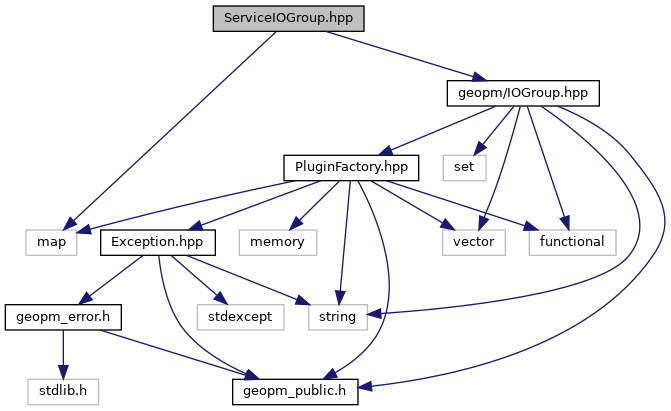 ServiceIOGroup.hpp
geopm/IOGroup.hpp
PluginFactory.hpp
set
map
Exception.hpp
memory
vector
functional
geopm_error.h
stdexcept
string
stdlib.h
geopm_public.h